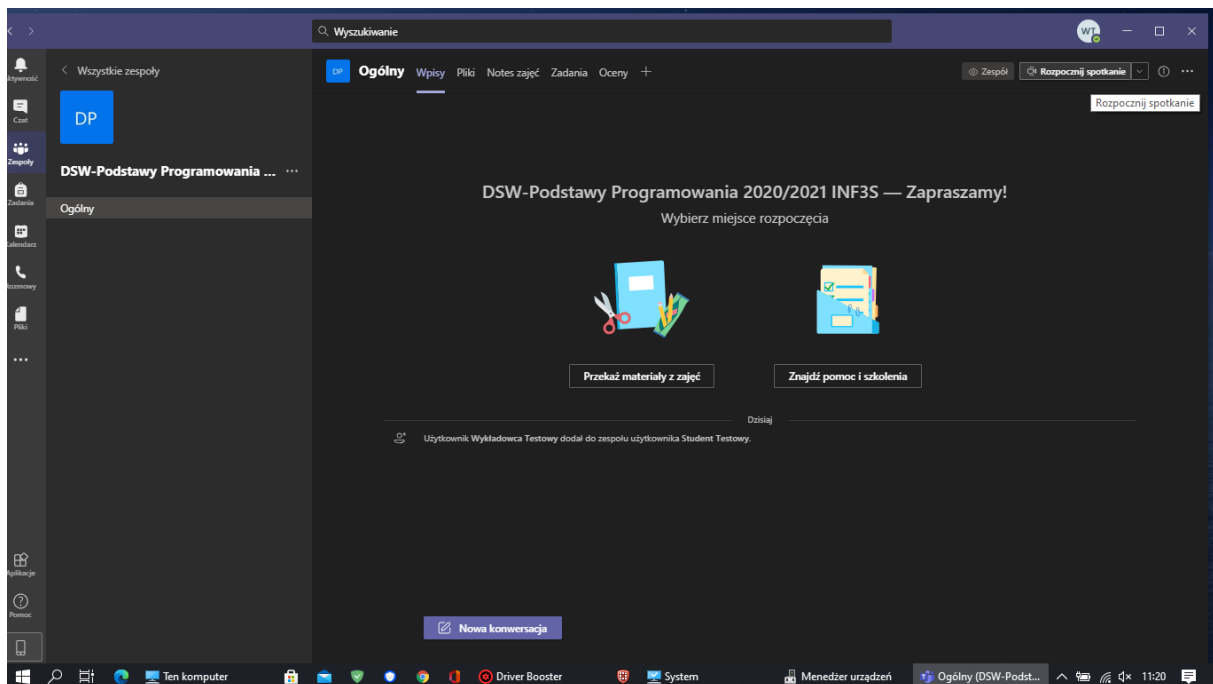 Wyszukiwanie
WT
Aktywność
Czat
Zespoły
Zadania
Kalendarz
Rozmowy
Pliki
Aplikacje
Pomoc
Wszystkie zespoły
DP
DSW-Podstawy Programowania ...
Ogólny
DP Ogólny Wpisy Pliki Notes zajęć Zadania Oceny
Zespół Rozpocznij spotkanie
Rozpocznij spotkanie
DSW-Podstawy Programowania 2020/2021 INF3S — Zapraszamy!
Wybierz miejsce rozpoczęcia
Przekaż materiały z zajęć
Znajdź pomoc i szkolenia
Dzisiaj
Użytkownik Wykładowca Testowy dodał do zespołu użytkownika Student Testowy.
Nowa konwersacja
Ten komputer Driver Booster System Menedżer urządzeń Ogólny (DSW-Podst... 11:20